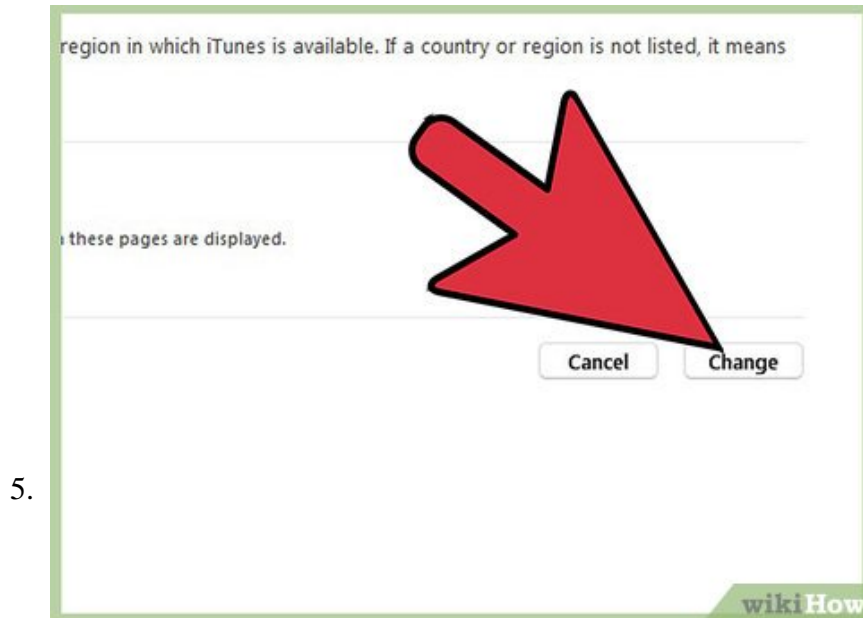 region in which iTunes is available. If a country or region is not listed, it means
these pages are displayed.
Cancel Change
5.
wikiHow